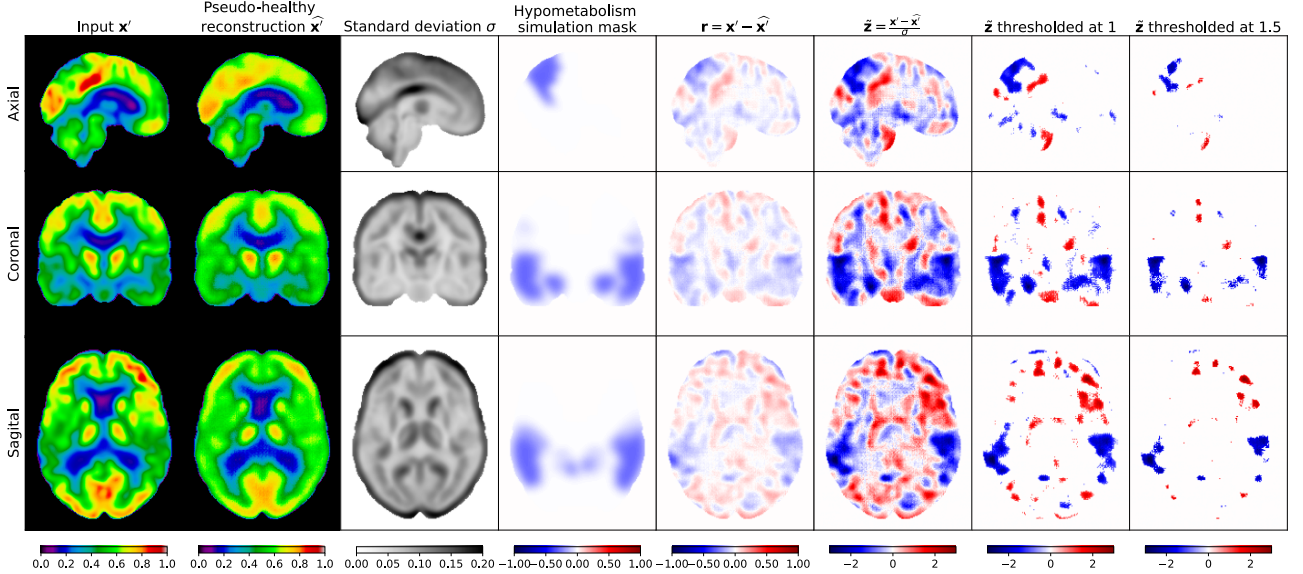 Input x′
Pseudo-healthy
reconstruction x̂′
Standard deviation σ
Hypometabolism
simulation mask
r = x′ − x̂′
z̃ = (x′ − x̂′)/σ
z̃ thresholded at 1
z̃ thresholded at 1.5
Axial
Coronal
Sagital
0.0 0.2 0.4 0.6 0.8 1.0
0.0 0.2 0.4 0.6 0.8 1.0
0.00 0.05 0.10 0.15 0.20
−1.00 −0.50 0.00 0.50 1.00
−1.00 −0.50 0.00 0.50 1.00
−2 0 2
−2 0 2
−2 0 2